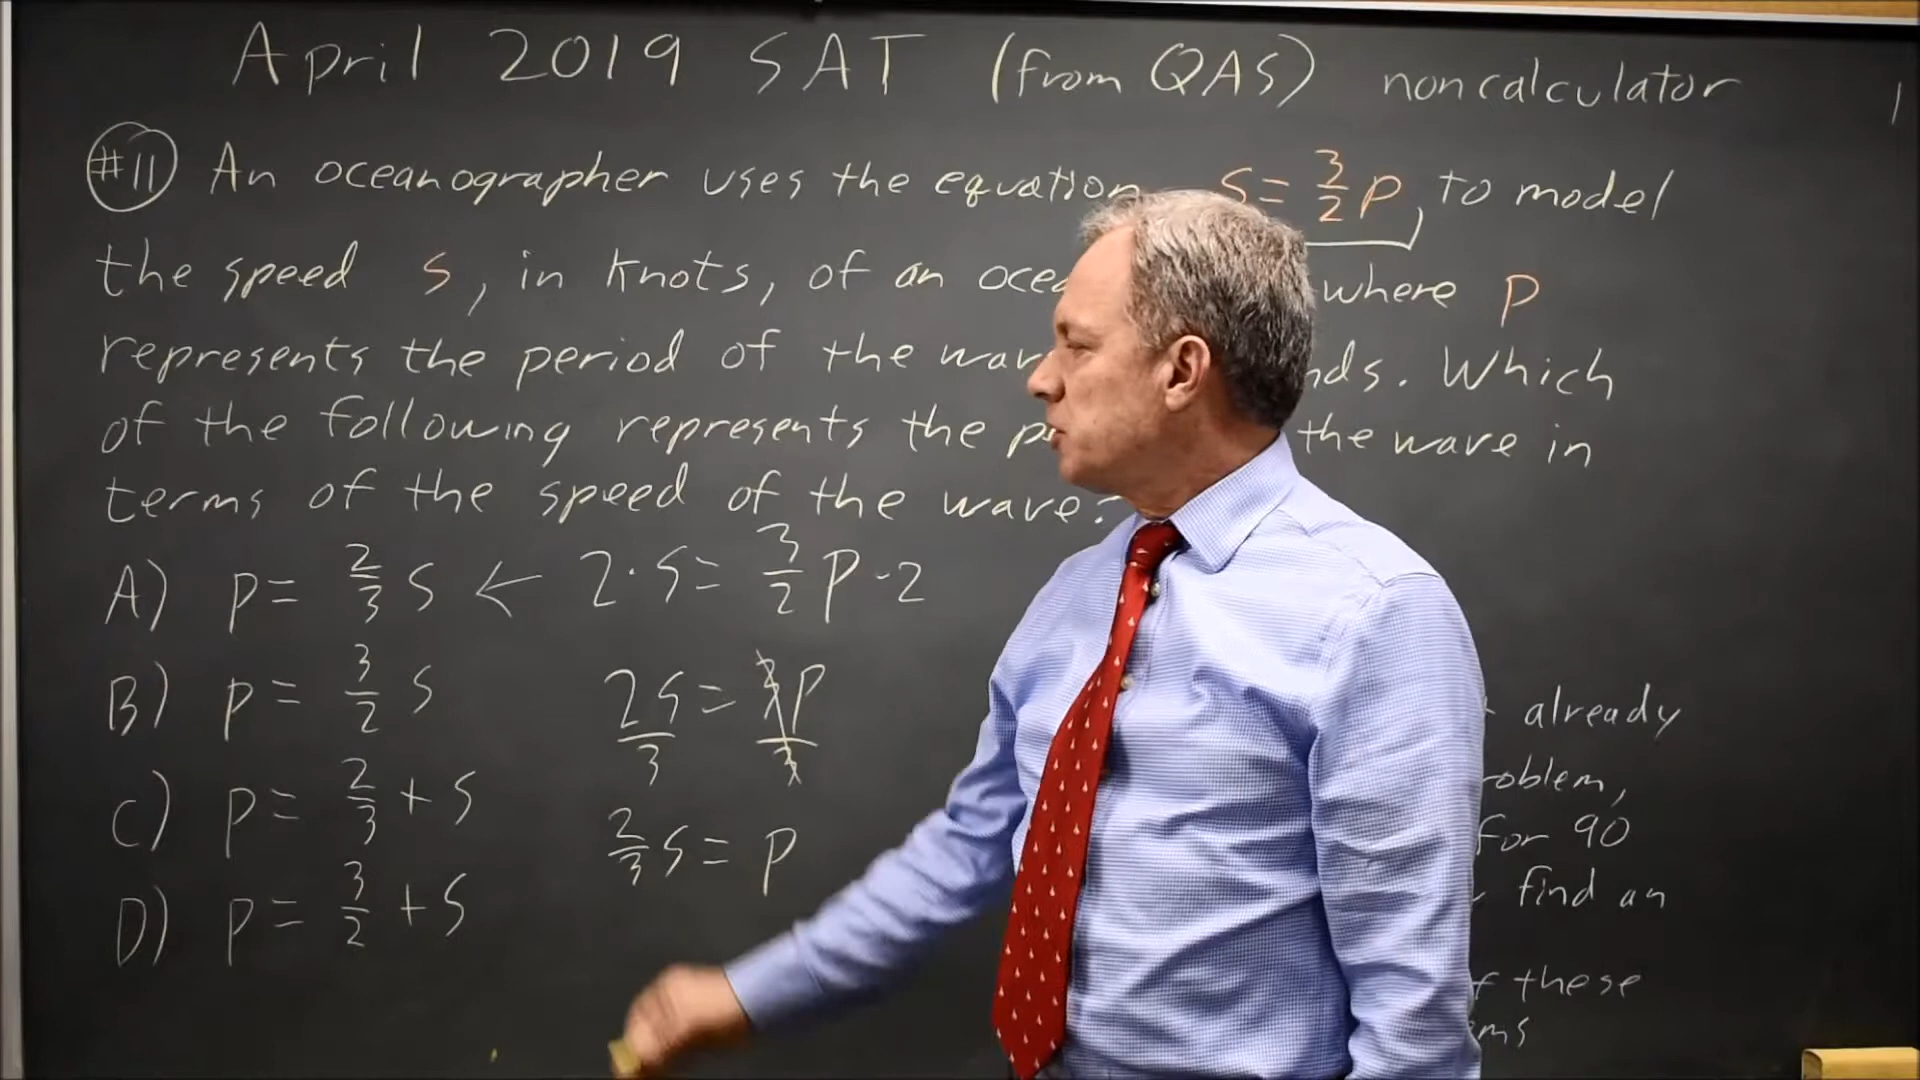 April 2019 SAT (from QAS) noncalculator 1
#11 An oceanographer uses the equation s = 3/2 p, to model
the speed s, in knots, of an where p
represents the period of the Which
of the following represents the the wave in
terms of the speed of the wave?
A) p = 2/3 s ← 2·s = 3/2 p·2
B) p = 3/2 s 2s/3 = 3p/3
already
C) p = 2/3 + s
2/3 s = p
for 90
D) p = 3/2 + s
find an
these